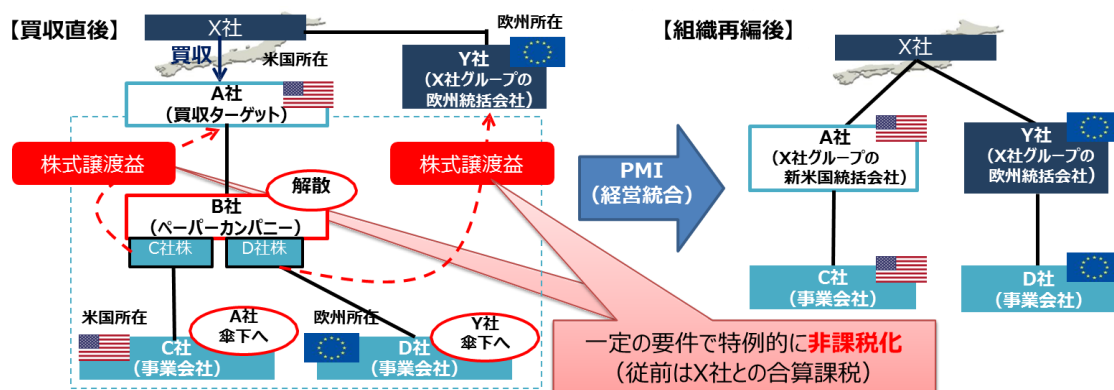 【買収直後】
X社
欧州所在
買収
米国所在
A社
(買収ターゲット)
Y社
(X社グループの
欧州統括会社)
株式譲渡益
株式譲渡益
解散
B社
(ペーパーカンパニー)
C社株
D社株
米国所在
A社
傘下へ
欧州所在
Y社
傘下へ
C社
(事業会社)
D社
(事業会社)
PMI
(経営統合)
【組織再編後】
X社
A社
(X社グループの
新米国統括会社)
Y社
(X社グループの
欧州統括会社)
C社
(事業会社)
D社
(事業会社)
一定の要件で特例的に非課税化
(従前はX社との合算課税)